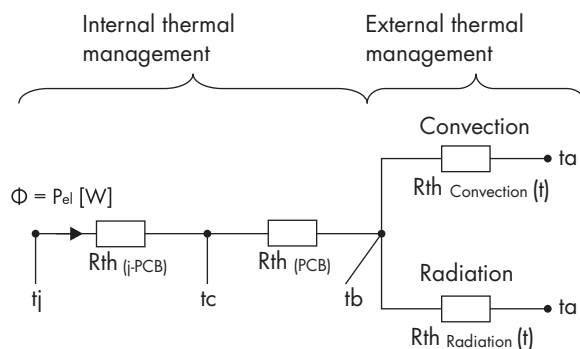 Internal thermal
management
External thermal
management
Convection
ta
Rth Convection (t)
Φ = Pel [W]
Rth (j-PCB)
Rth (PCB)
tj
tc
tb
Radiation
ta
Rth Radiation (t)